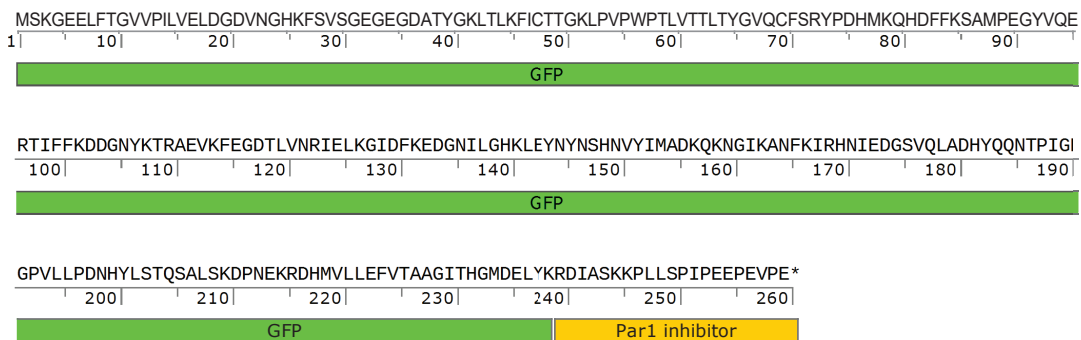 MSKGEELFTGVVPILVELDGDVNGHKFSVSGEGEGDATYGKLTLKFICTTGKLPVPWPTLVTTLTYGVQCFSRYPDHMKQHDFFKSAMPEGYVQE
1 10 20 30 40 50 60 70 80 90
GFP
RTIFFKDDGNYKTRAEVKFEGDTLVNRIELKGIDFKEDGNILGHKLEYNYNSHNVYIMADKQKNGIKANFKIRHNIEDGSVQLADHYQQNTPIGD
100 110 120 130 140 150 160 170 180 190
GFP
GPVLLPDNHYLSTQSALSKDPNEKRDHMVLLEFVTAAGITHGMDELYKRDIASKKPLLSPIPEEPEVPE*
200 210 220 230 240 250 260
GFP Par1 inhibitor